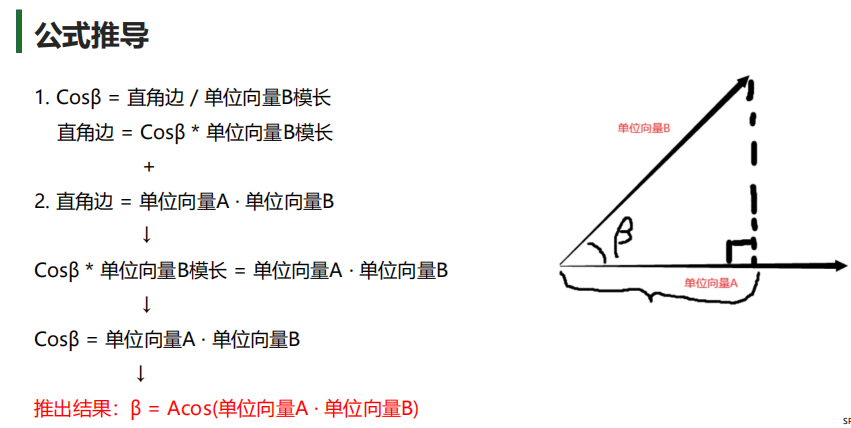 公式推导
1. Cosβ = 直角边 / 单位向量B模长
直角边 = Cosβ * 单位向量B模长
+
2. 直角边 = 单位向量A · 单位向量B
↓
Cosβ * 单位向量B模长 = 单位向量A · 单位向量B
↓
Cosβ = 单位向量A · 单位向量B
↓
推出结果：β = Acos(单位向量A · 单位向量B)
单位向量B
β
单位向量A